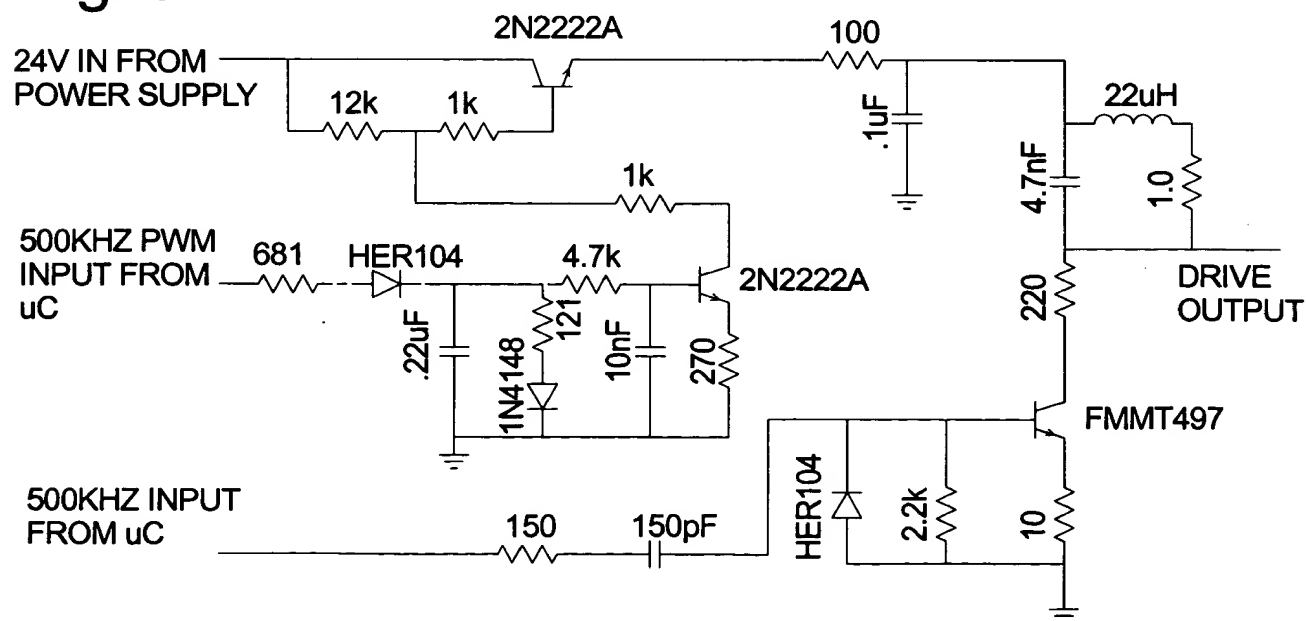 2N2222A
100
24V IN FROM
POWER SUPPLY
12k
1k
.1uF
22uH
4.7nF
1.0
1k
500KHZ PWM
INPUT FROM
uC
681
HER104
4.7k
2N2222A
DRIVE
OUTPUT
220
.22uF
121
1N4148
10nF
270
FMMT497
500KHZ INPUT
FROM uC
150
150pF
HER104
2.2k
10